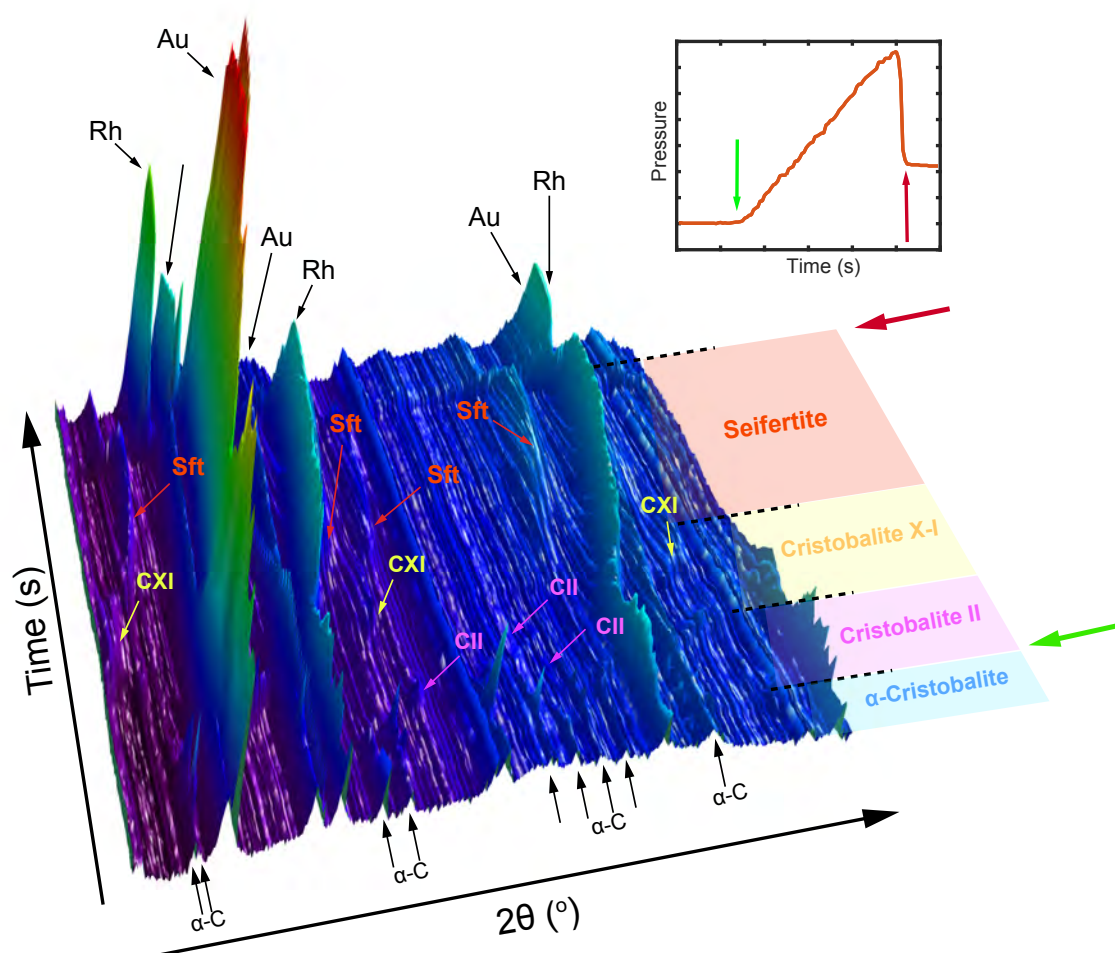 Au
Rh
Au
Rh
Au
Rh
Pressure
Time (s)
Sft
Sft
Sft
Sft
CXI
CXI
CXI
CII
CII
CII
Seifertite
Cristobalite X-I
Cristobalite II
α-Cristobalite
Time (s)
α-C
α-C
α-C
α-C
2θ (°)